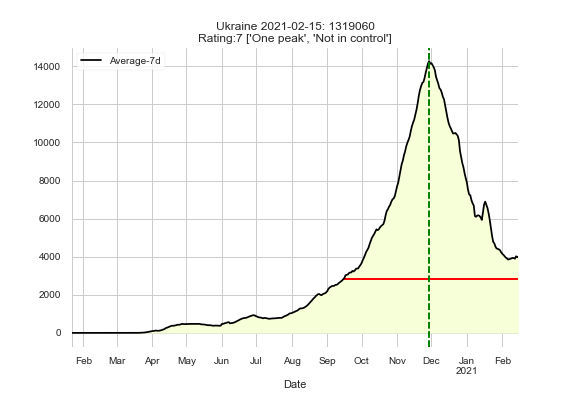 Ukraine 2021-02-15: 1319060
Rating:7 ['One peak', 'Not in control']
Average-7d
14000
12000
10000
8000
6000
4000
2000
0
Feb Mar Apr May Jun Jul Aug Sep Oct Nov Dec Jan Feb
2021
Date